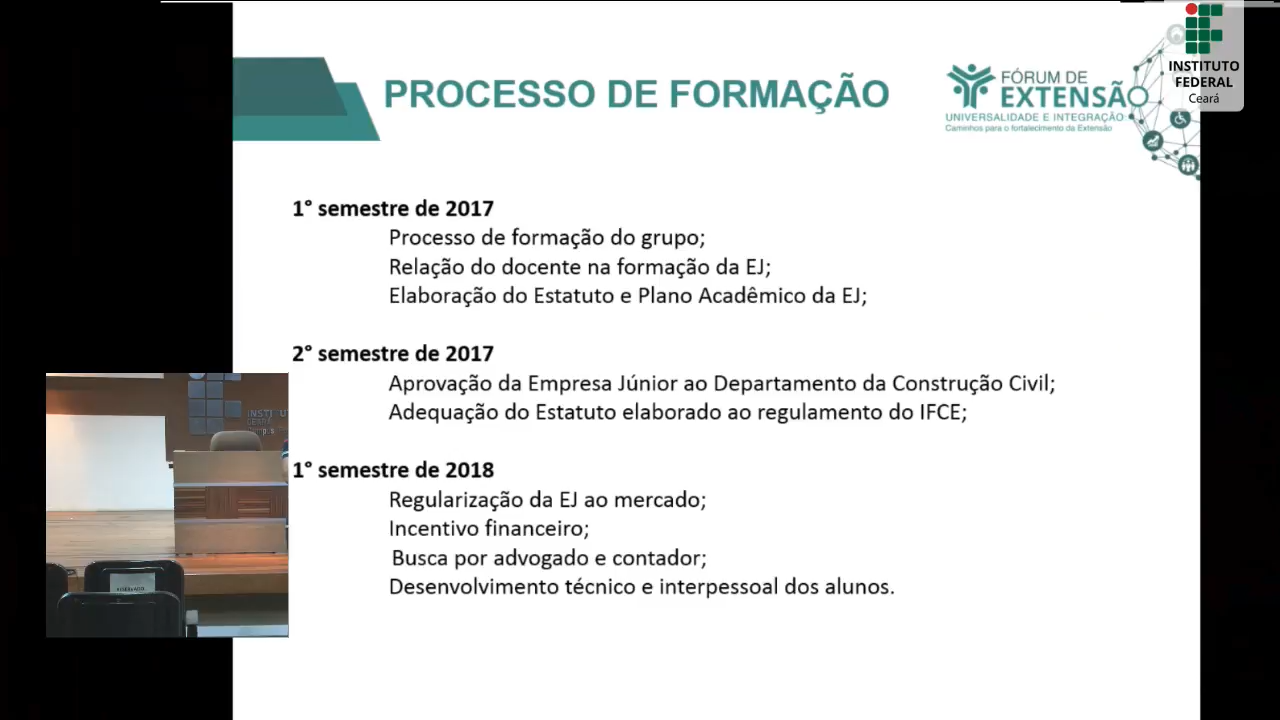 INSTITUTO
FEDERAL
Ceará
PROCESSO DE FORMAÇÃO
FÓRUM DE
EXTENSÃO
UNIVERSALIDADE E INTEGRAÇÃO
Caminhos para o fortalecimento da Extensão
1° semestre de 2017
Processo de formação do grupo;
Relação do docente na formação da EJ;
Elaboração do Estatuto e Plano Acadêmico da EJ;
2° semestre de 2017
Aprovação da Empresa Júnior ao Departamento da Construção Civil;
Adequação do Estatuto elaborado ao regulamento do IFCE;
1° semestre de 2018
Regularização da EJ ao mercado;
Incentivo financeiro;
Busca por advogado e contador;
Desenvolvimento técnico e interpessoal dos alunos.
RESERVADO